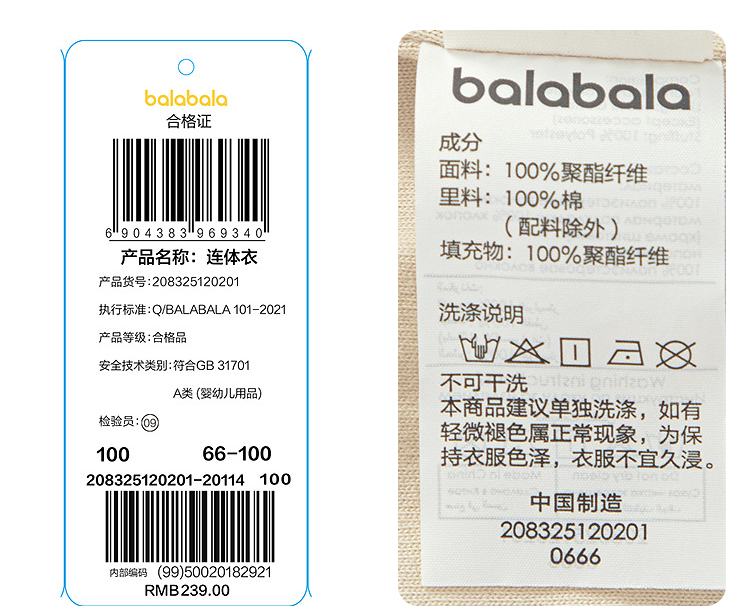 balabala
合格证
6 904383 969340
产品名称：连体衣
产品货号：208325120201
执行标准：Q/BALABALA 101-2021
产品等级：合格品
安全技术类别：符合GB 31701
A类 (婴幼儿用品)
检验员：09
100 66-100
208325120201-20114 100
内部编码 (99)50020182921
RMB239.00
balabala
成分
面料：100%聚酯纤维
里料：100%棉
（配料除外）
填充物：100%聚酯纤维
洗涤说明
不可干洗
本商品建议单独洗涤，如有
轻微褪色属正常现象，为保
持衣服色泽，衣服不宜久浸。
中国制造
208325120201
0666